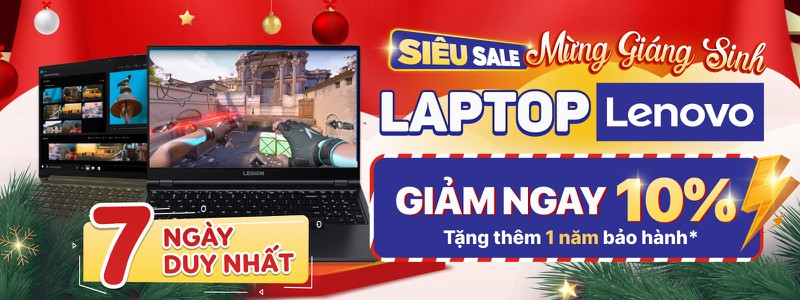 SIÊU SALE Mừng Giáng Sinh
LAPTOP Lenovo
GIẢM NGAY 10%
Tặng thêm 1 năm bảo hành*
LEGION
7 NGÀY
DUY NHẤT